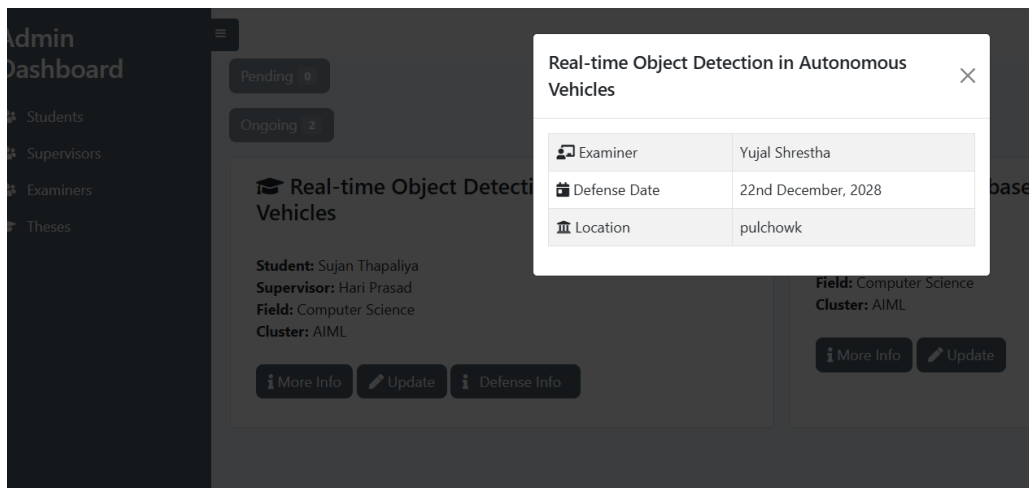 Admin
Dashboard
Students
Supervisors
Examiners
Theses
Pending 0
Ongoing 2
Real-time Object Detecti
Vehicles
Student: Sujan Thapaliya
Supervisor: Hari Prasad
Field: Computer Science
Cluster: AIML
More Info
Update
Defense Info
base
Field: Computer Science
Cluster: AIML
More Info
Update
Real-time Object Detection in Autonomous
Vehicles
Examiner Yujal Shrestha
Defense Date 22nd December, 2028
Location pulchowk